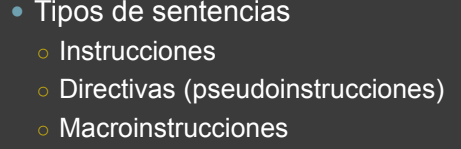 • Tipos de sentencias
○ Instrucciones
○ Directivas (pseudoinstrucciones)
○ Macroinstrucciones